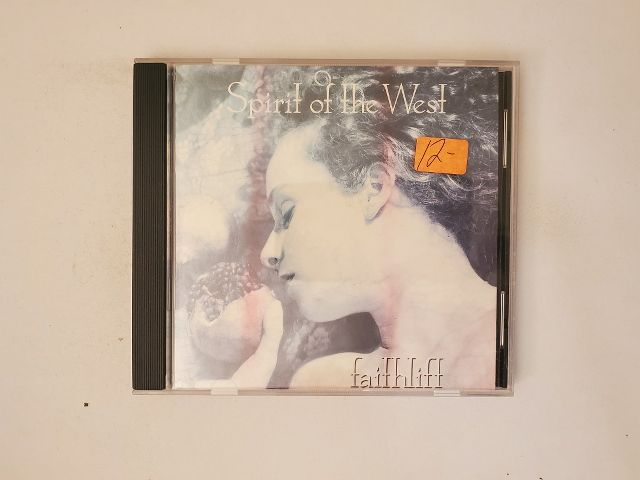 Spirit of the West
12-
faithlift